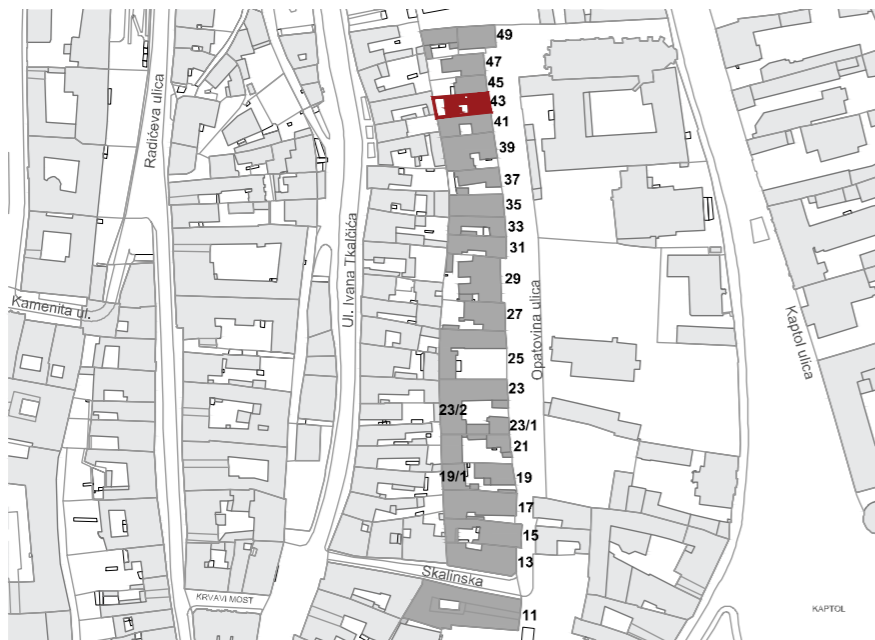 49
47
45
43
41
39
37
35
33
31
29
27
25
23
23/2
23/1
21
19/1
19
17
15
13
11
Radićeva ulica
Ul. Ivana Tkalčića
Opatovina ulica
Kaptol ulica
Kamenita ul.
Skalinska
KRVAVI MOST
KAPTOL